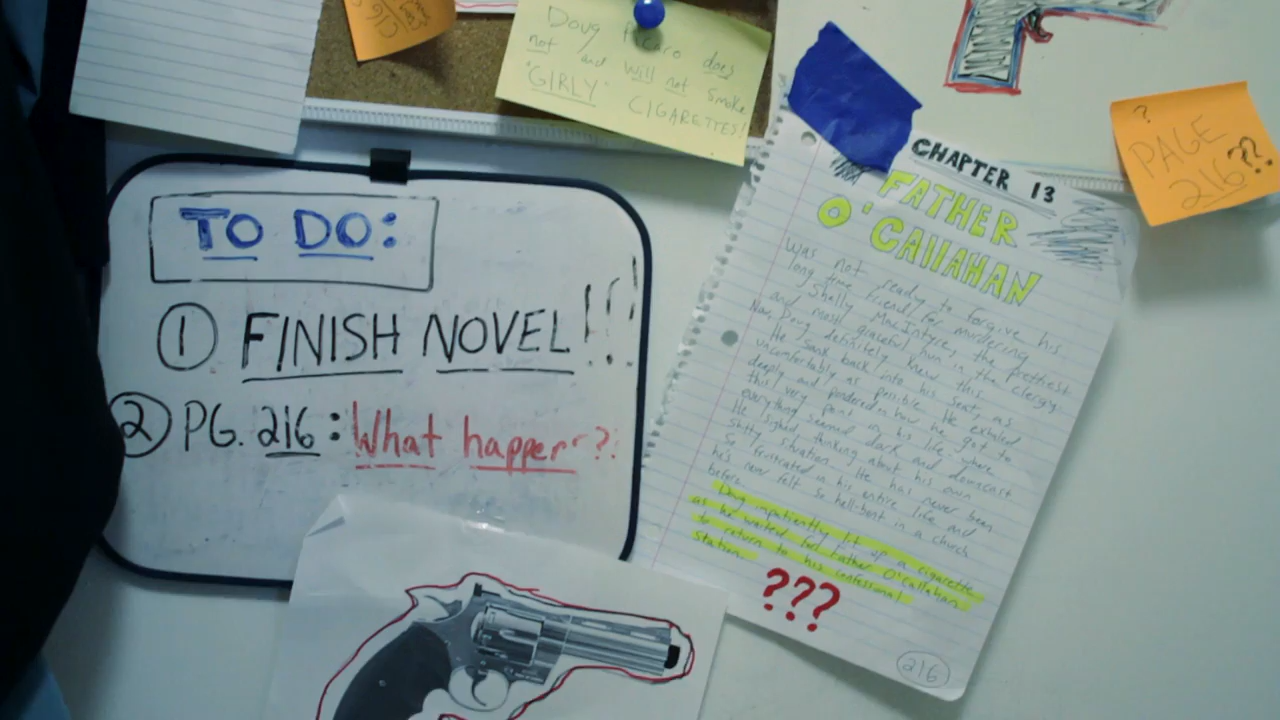 Doug Pecaro does
not and will not smoke
"GIRLY" CIGARETTES!
?
PAGE
216??
TO DO:
1 FINISH NOVEL!!!
2 PG. 216: What happen??
CHAPTER 13
FATHER
O'CAllAHAN
was not ready to forgive his
long time friend for murdering
Shelly MacIntyre, the prettiest
and most graceful nun in the clergy.
Now, Doug definitely knew this.
He sank back into his seat, as
uncomfortably as possible. He exhaled
deeply and pondered on how he got to
this very point in his life, where
everything seemed dark and downcast
He sighed thinking about his own
shitty situation. He has never been
so frustrated in his entire life and
he's never felt so hell-bent in a church
before.
Doug impatiently lit up a cigarette
as he waited for Father O'Callahan
to return to his confessional
station.
???
216